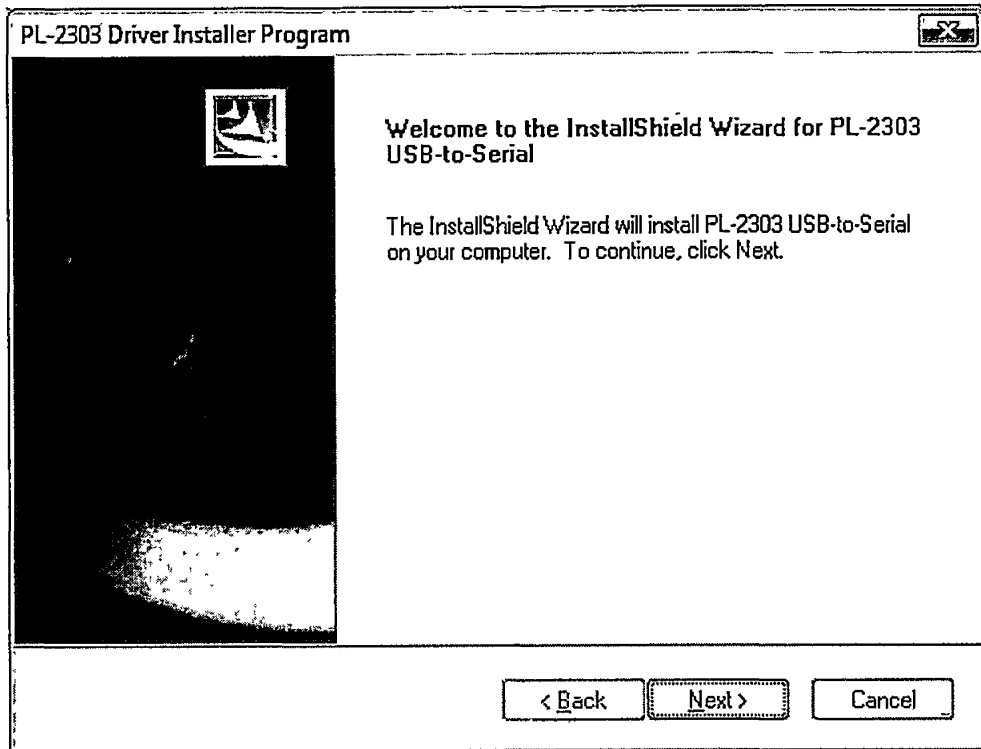 PL-2303 Driver Installer Program
Welcome to the InstallShield Wizard for PL-2303
USB-to-Serial
The InstallShield Wizard will install PL-2303 USB-to-Serial
on your computer. To continue, click Next.
< Back
Next >
Cancel